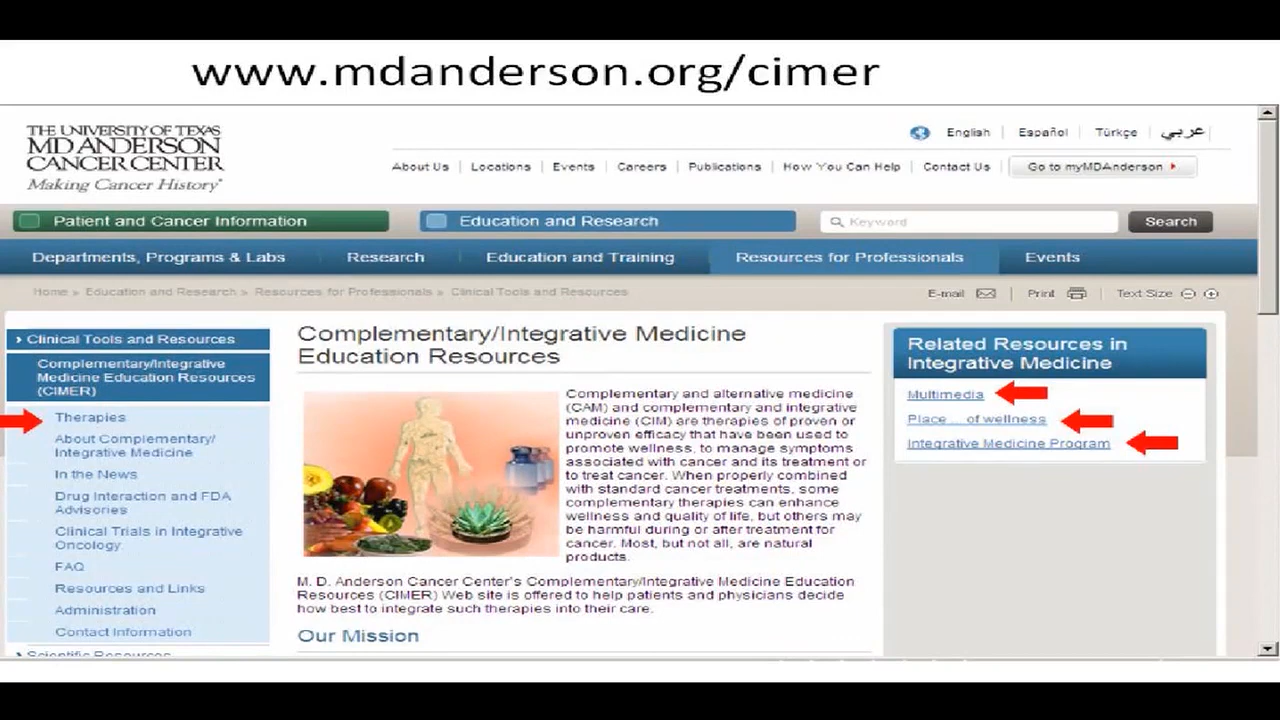 www.mdanderson.org/cimer
THE UNIVERSITY OF TEXAS
MD ANDERSON
CANCER CENTER
Making Cancer History®
English | Español | Türkçe | عربي
About Us | Locations | Events | Careers | Publications | How You Can Help | Contact Us
Go to myMDAnderson
Patient and Cancer Information
Education and Research
Keyword
Search
Departments, Programs & Labs
Research
Education and Training
Resources for Professionals
Events
Home > Education and Research > Resources for Professionals > Clinical Tools and Resources
E-mail | Print | Text Size
Clinical Tools and Resources
Complementary/Integrative
Medicine Education Resources
(CIMER)
Therapies
About Complementary/
Integrative Medicine
In the News
Drug Interaction and FDA
Advisories
Clinical Trials in Integrative
Oncology
FAQ
Resources and Links
Administration
Contact Information
Scientific Resources
Complementary/Integrative Medicine
Education Resources
Complementary and alternative medicine
(CAM) and complementary and integrative
medicine (CIM) are therapies of proven or
unproven efficacy that have been used to
promote wellness, to manage symptoms
associated with cancer and its treatment or
to treat cancer. When properly combined
with standard cancer treatments, some
complementary therapies can enhance
wellness and quality of life, but others may
be harmful during or after treatment for
cancer. Most, but not all, are natural
products.
M. D. Anderson Cancer Center's Complementary/Integrative Medicine Education
Resources (CIMER) Web site is offered to help patients and physicians decide
how best to integrate such therapies into their care.
Our Mission
Related Resources in
Integrative Medicine
Multimedia
Place ... of wellness
Integrative Medicine Program